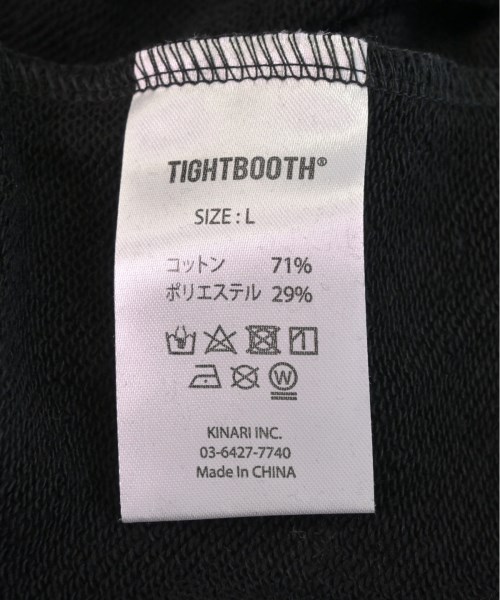 TIGHTBOOTH®
SIZE : L
コットン 71%
ポリエステル 29%
W
KINARI INC.
03-6427-7740
Made In CHINA